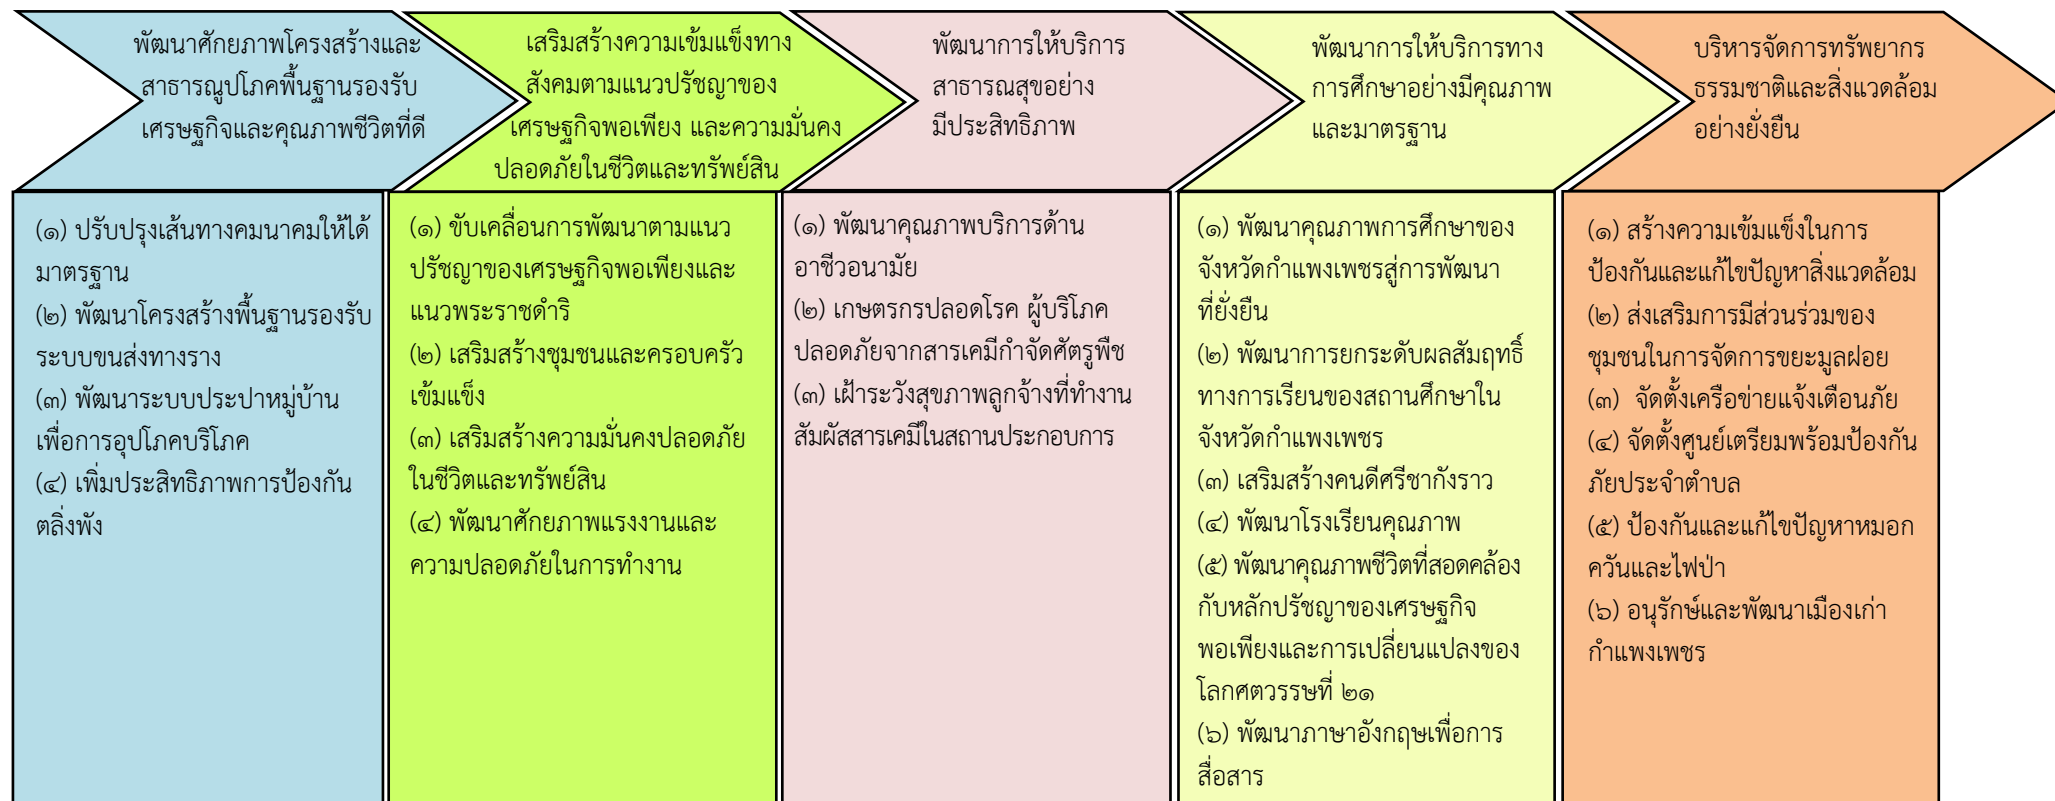 พัฒนาศักยภาพโครงสร้างและ
สาธารณูปโภคพื้นฐานรองรับ
เศรษฐกิจและคุณภาพชีวิตที่ดี
เสริมสร้างความเข้มแข็งทาง
สังคมตามแนวปรัชญาของ
เศรษฐกิจพอเพียง และความมั่นคง
ปลอดภัยในชีวิตและทรัพย์สิน
พัฒนาการให้บริการ
สาธารณสุขอย่าง
มีประสิทธิภาพ
พัฒนาการให้บริการทาง
การศึกษาอย่างมีคุณภาพ
และมาตรฐาน
บริหารจัดการทรัพยากร
ธรรมชาติและสิ่งแวดล้อม
อย่างยั่งยืน
(๑) ปรับปรุงเส้นทางคมนาคมให้ได้
มาตรฐาน
(๒) พัฒนาโครงสร้างพื้นฐานรองรับ
ระบบขนส่งทางราง
(๓) พัฒนาระบบประปาหมู่บ้าน
เพื่อการอุปโภคบริโภค
(๔) เพิ่มประสิทธิภาพการป้องกัน
ตลิ่งพัง
(๑) ขับเคลื่อนการพัฒนาตามแนว
ปรัชญาของเศรษฐกิจพอเพียงและ
แนวพระราชดำริ
(๒) เสริมสร้างชุมชนและครอบครัว
เข้มแข็ง
(๓) เสริมสร้างความมั่นคงปลอดภัย
ในชีวิตและทรัพย์สิน
(๔) พัฒนาศักยภาพแรงงานและ
ความปลอดภัยในการทำงาน
(๑) พัฒนาคุณภาพบริการด้าน
อาชีวอนามัย
(๒) เกษตรกรปลอดโรค ผู้บริโภค
ปลอดภัยจากสารเคมีกำจัดศัตรูพืช
(๓) เฝ้าระวังสุขภาพลูกจ้างที่ทำงาน
สัมผัสสารเคมีในสถานประกอบการ
(๑) พัฒนาคุณภาพการศึกษาของ
จังหวัดกำแพงเพชรสู่การพัฒนา
ที่ยั่งยืน
(๒) พัฒนาการยกระดับผลสัมฤทธิ์
ทางการเรียนของสถานศึกษาใน
จังหวัดกำแพงเพชร
(๓) เสริมสร้างคนดีศรีชากังราว
(๔) พัฒนาโรงเรียนคุณภาพ
(๕) พัฒนาคุณภาพชีวิตที่สอดคล้อง
กับหลักปรัชญาของเศรษฐกิจ
พอเพียงและการเปลี่ยนแปลงของ
โลกศตวรรษที่ ๒๑
(๖) พัฒนาภาษาอังกฤษเพื่อการ
สื่อสาร
(๑) สร้างความเข้มแข็งในการ
ป้องกันและแก้ไขปัญหาสิ่งแวดล้อม
(๒) ส่งเสริมการมีส่วนร่วมของ
ชุมชนในการจัดการขยะมูลฝอย
(๓) จัดตั้งเครือข่ายแจ้งเตือนภัย
(๔) จัดตั้งศูนย์เตรียมพร้อมป้องกัน
ภัยประจำตำบล
(๕) ป้องกันและแก้ไขปัญหาหมอก
ควันและไฟป่า
(๖) อนุรักษ์และพัฒนาเมืองเก่า
กำแพงเพชร